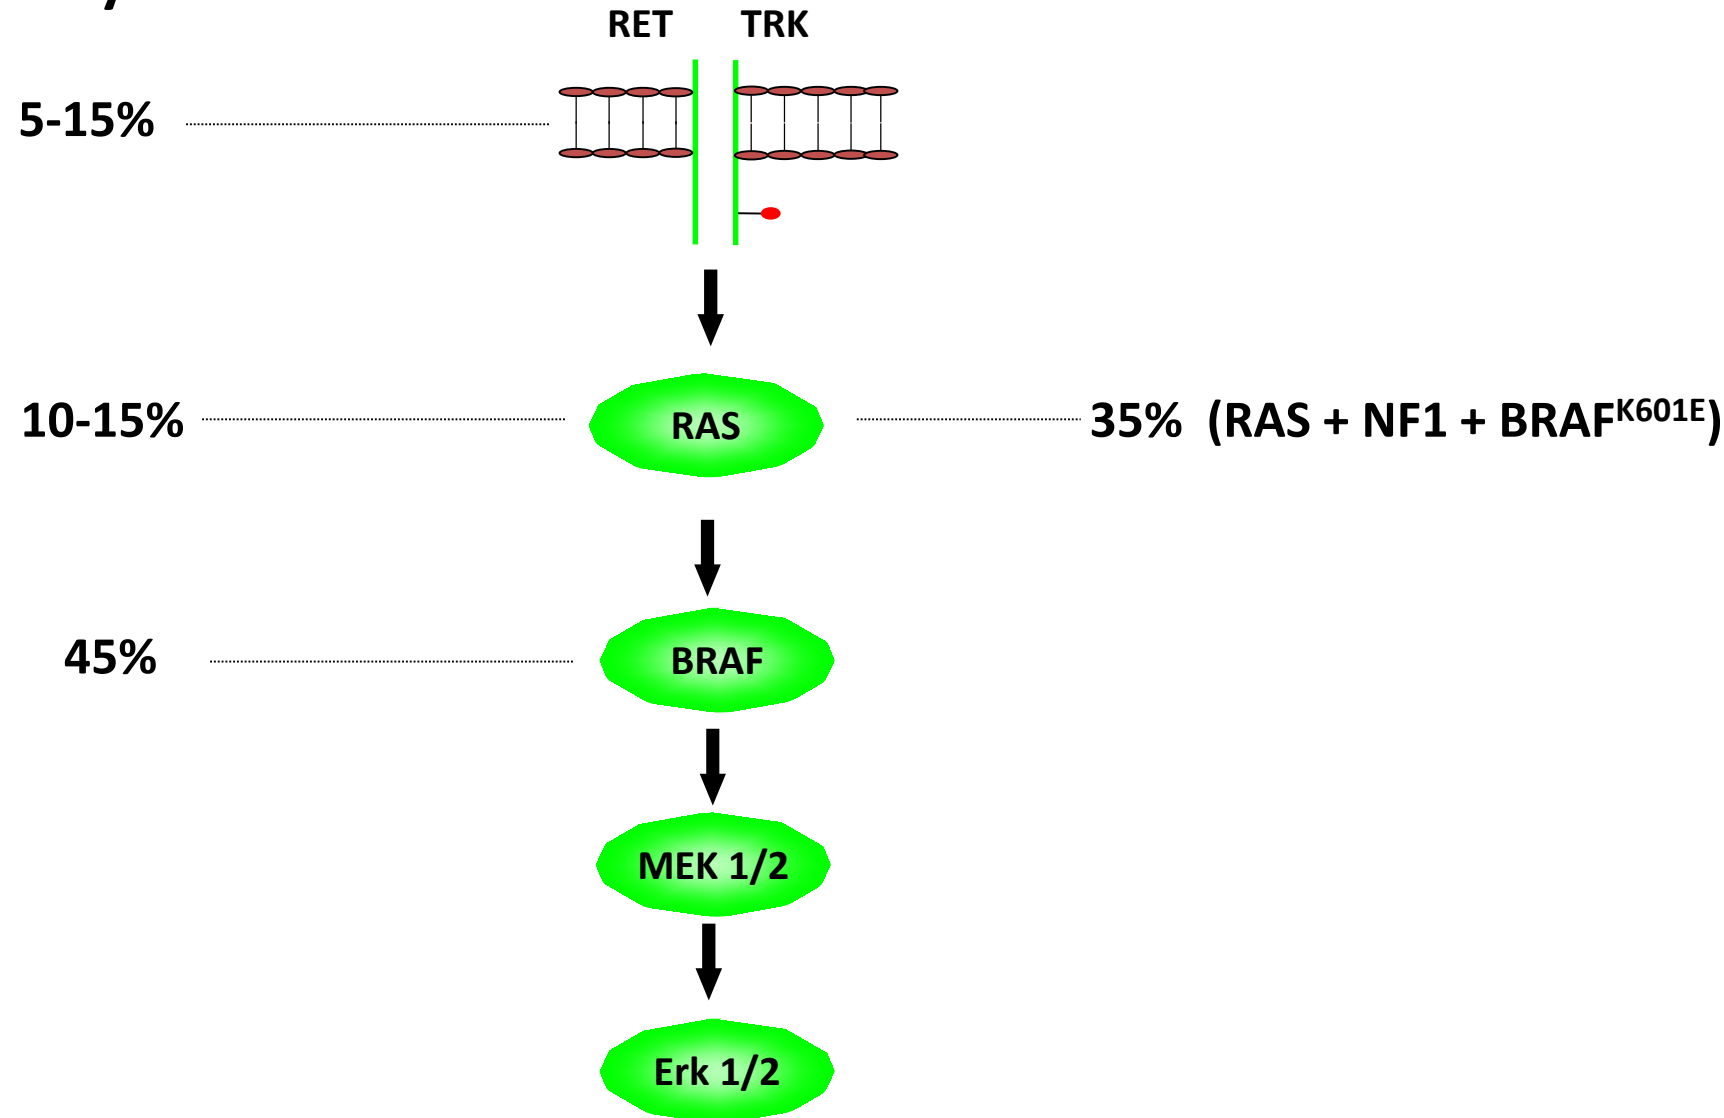 RET TRK
5-15%
10-15% RAS 35% (RAS + NF1 + BRAFK601E)
45% BRAF
MEK 1/2
Erk 1/2